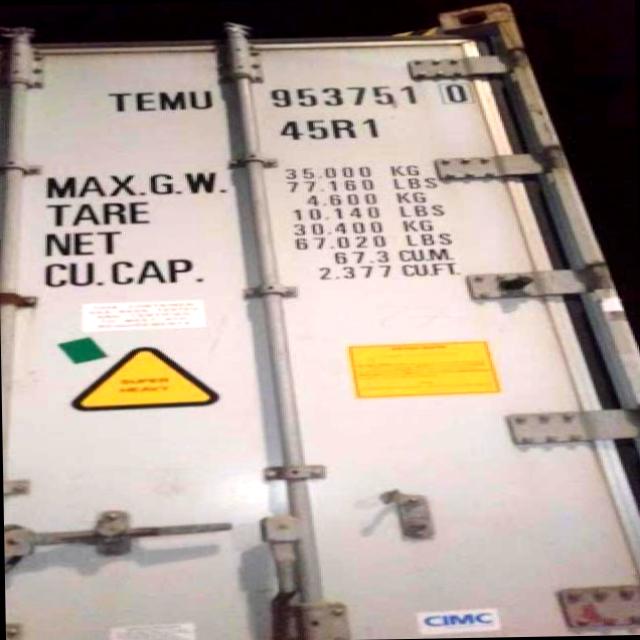 TEMU 953751 0
45R1
MAX.G.W. 35.000 KG
77.160 LBS
TARE 4.600 KG
10.140 LBS
NET 30.400 KG
67.020 LBS
CU.CAP. 67.3 CU.M.
2.377 CU.FT.
SUPER
HEAVY
CIMC